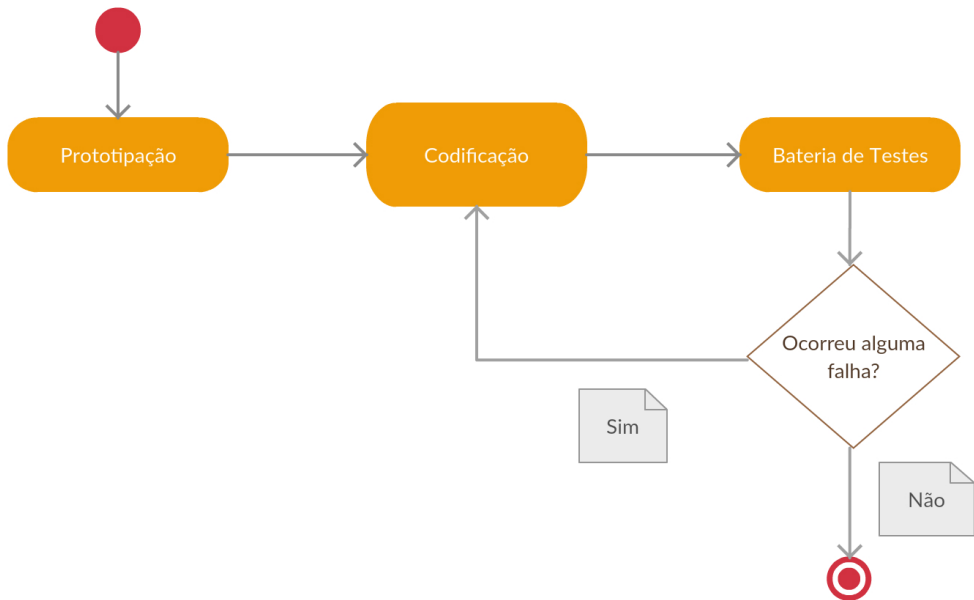 Prototipação
Codificação
Bateria de Testes
Ocorreu alguma
falha?
Sim
Não